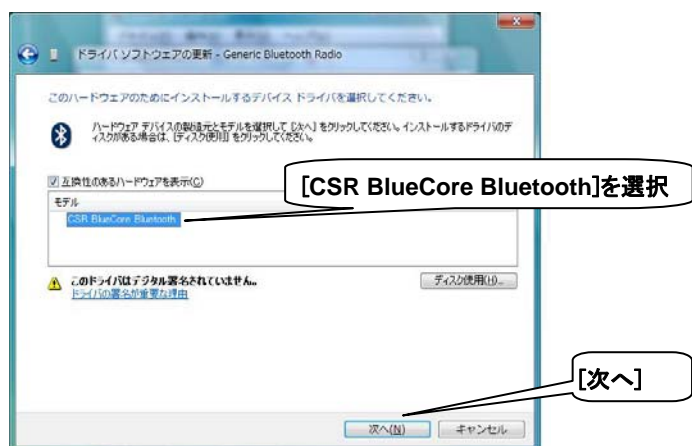 ドライバ ソフトウェアの更新 - Generic Bluetooth Radio
このハードウェアのためにインストールするデバイス ドライバを選択してください。
ハードウェア デバイスの製造元とモデルを選択して [次へ] をクリックしてください。インストールするドライバのデ
ィスクがある場合は、[ディスク使用] をクリックしてください。
互換性のあるハードウェアを表示(C)
[CSR BlueCore Bluetooth]を選択
モデル
CSR BlueCore Bluetooth
このドライバはデジタル署名されていません。
ディスク使用(H)...
ドライバの署名が重要な理由
[次へ]
次へ(N)
キャンセル